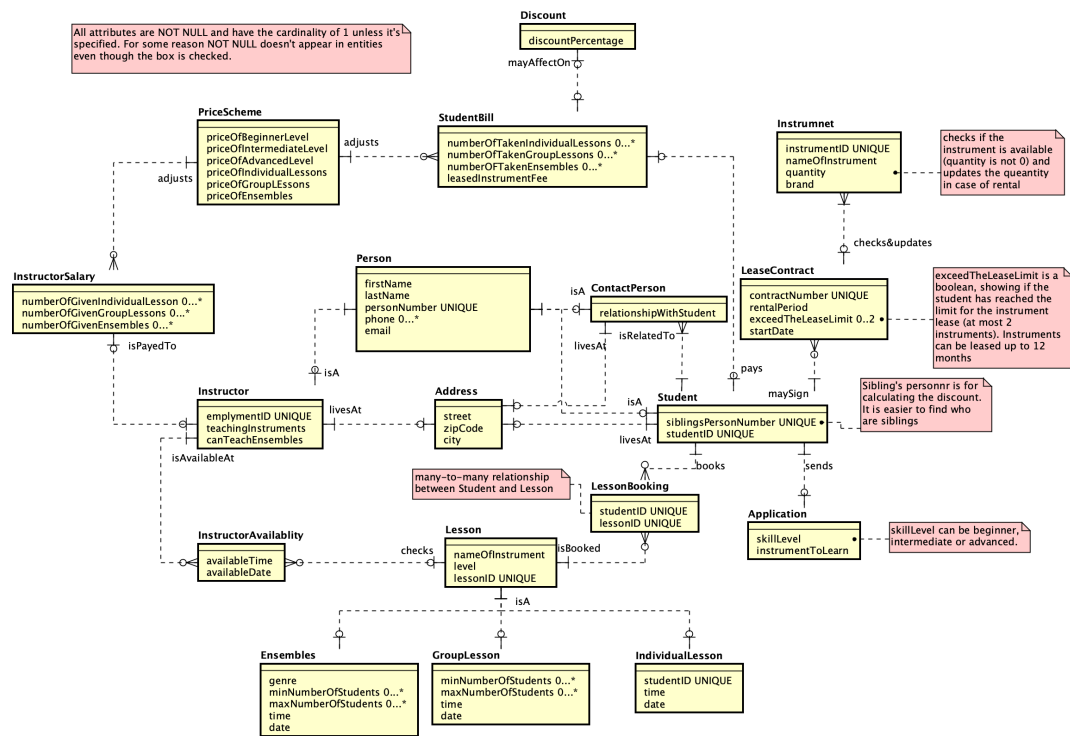 All attributes are NOT NULL and have the cardinality of 1 unless it's
specified. For some reason NOT NULL doesn't appear in entities
even though the box is checked.
Discount
discountPercentage
mayAffectOn
PriceScheme
priceOfBeginnerLevel
priceOfIntermediateLevel
priceOfAdvancedLevel
priceOfIndividualLessons
priceOfGroupLEssons
priceOfEnsembles
adjusts
adjusts
StudentBill
numberOfTakenIndividualLessons 0...*
numberOfTakenGroupLessons 0...*
numberOfTakenEnsembles 0...*
leasedInstrumentFee
Instrumnet
instrumentID UNIQUE
nameOfInstrument
quantity
brand
checks if the
instrument is available
(quantity is not 0) and
updates the queantity
in case of rental
checks&updates
InstructorSalary
numberOfGivenIndividualLesson 0...*
numberOfGivnGroupLessons 0...*
numberOfGivenEnsembles 0...*
isPayedTo
Person
firstName
lastName
personNumber UNIQUE
phone 0...*
email
isA
isA
ContactPerson
relationshipWithStudent
livesAt
isRelatedTo
LeaseContract
contractNumber UNIQUE
rentalPeriod
exceedTheLeaseLimit 0..2
startDate
exceedTheLeaseLimit is a
boolean, showing if the
student has reached the
limit for the instrument
lease (at most 2
instruments). Instruments
can be leased up to 12
months
pays
maySign
Instructor
emplymentID UNIQUE
teachingInstruments
canTeachEnsembles
livesAt
isAvailableAt
Address
street
zipCode
city
isA
livesAt
Student
siblingsPersonNumber UNIQUE
studentID UNIQUE
Sibling's personnr is for
calculating the discount.
It is easier to find who
are siblings
books
sends
many-to-many relationship
between Student and Lesson
LessonBooking
studentID UNIQUE
lessonID UNIQUE
Application
skillLevel
instrumentToLearn
skillLevel can be beginner,
intermediate or advanced.
InstructorAvailablity
availableTime
availableDate
checks
Lesson
nameOfInstrument
level
lessonID UNIQUE
isBooked
isA
Ensembles
genre
minNumberOfStudents 0...*
maxNumberOfStudents 0...*
time
date
GroupLesson
minNumberOfStudents 0...*
maxNumberOfStudents 0...*
time
date
IndividualLesson
studentID UNIQUE
time
date